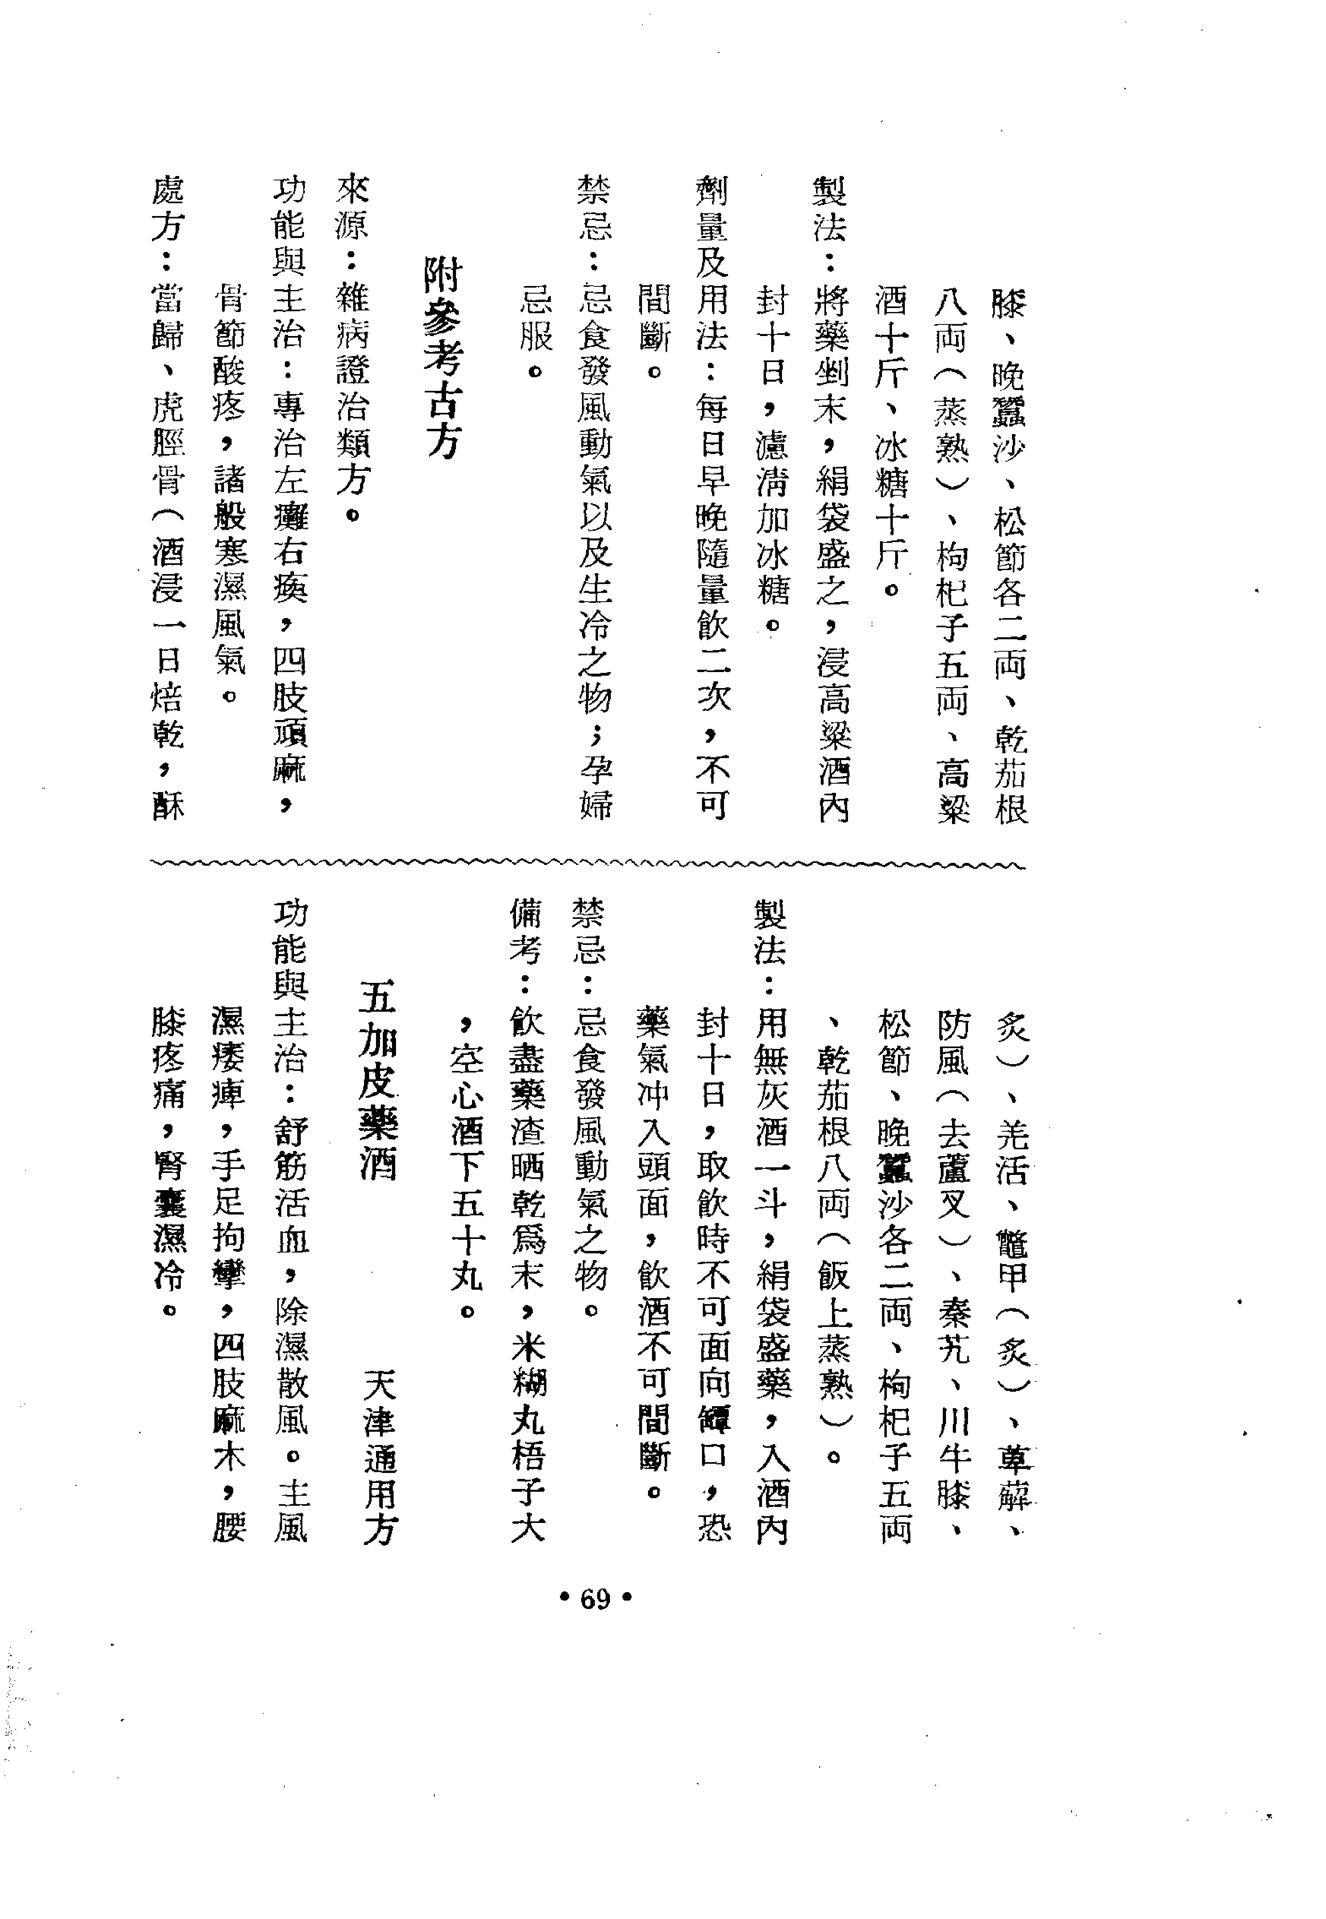 膝、晚蠶沙、松節各二両、乾茄根
八両（蒸熟）、枸杞子五両、高粱
酒十斤、冰糖十斤。
製法：將藥剉末，絹袋盛之，浸高粱酒內
封十日，濾淸加冰糖。
劑量及用法：每日早晚隨量飮二次，不可
間斷。
禁忌：忌食發風動氣以及生冷之物；孕婦
忌服。
附參考古方
來源：雜病證治類方。
功能與主治：專治左癱右瘓，四肢頑麻，
骨節酸疼，諸般寒濕風氣。
處方：當歸、虎脛骨（酒浸一日焙乾，酥
炙）、羌活、鼈甲（炙）、萆薢、
防風（去蘆叉）、秦艽、川牛膝、
松節、晚蠶沙各二両、枸杞子五両
、乾茄根八両（飯上蒸熟）。
製法：用無灰酒一斗，絹袋盛藥，入酒內
封十日，取飮時不可面向罈口，恐
藥氣冲入頭面，飮酒不可間斷。
禁忌：忌食發風動氣之物。
備考：飮盡藥渣晒乾爲末，米糊丸梧子大
，空心酒下五十丸。
五加皮藥酒　天津通用方
功能與主治：舒筋活血，除濕散風。主風
濕痿痺，手足拘攣，四肢麻木，腰
膝疼痛，腎囊濕冷。
•69•